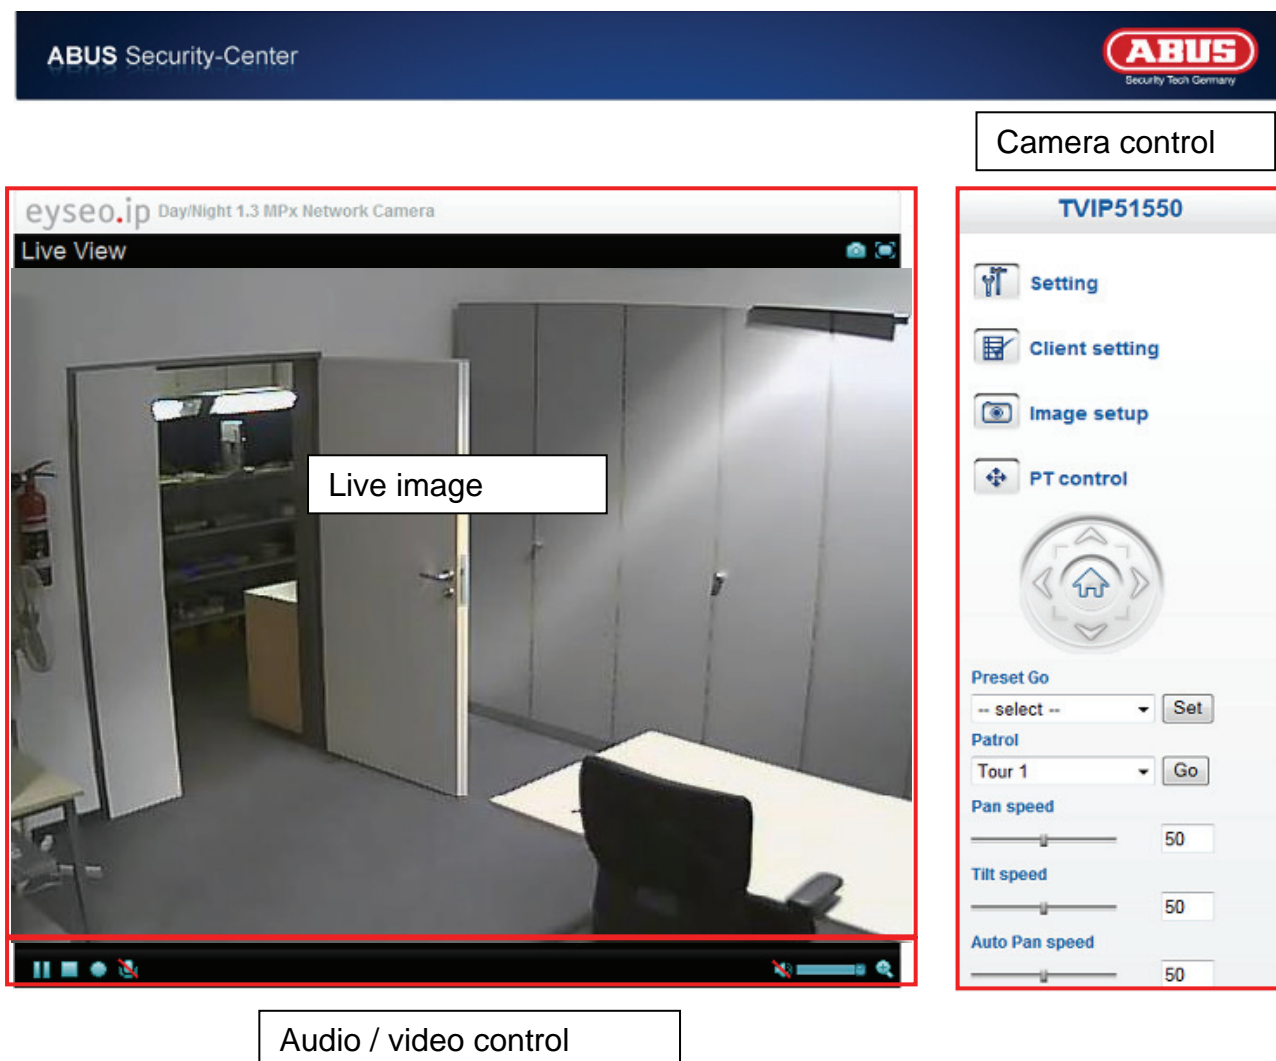 ABUS Security-Center
ABUS
Security Tech Germany
Camera control
eyseo.ip Day/Night 1.3 MPx Network Camera
Live View
Live image
TVIP51550
Setting
Client setting
Image setup
PT control
Preset Go
-- select --
Set
Patrol
Tour 1
Go
Pan speed
50
Tilt speed
50
Auto Pan speed
50
Audio / video control